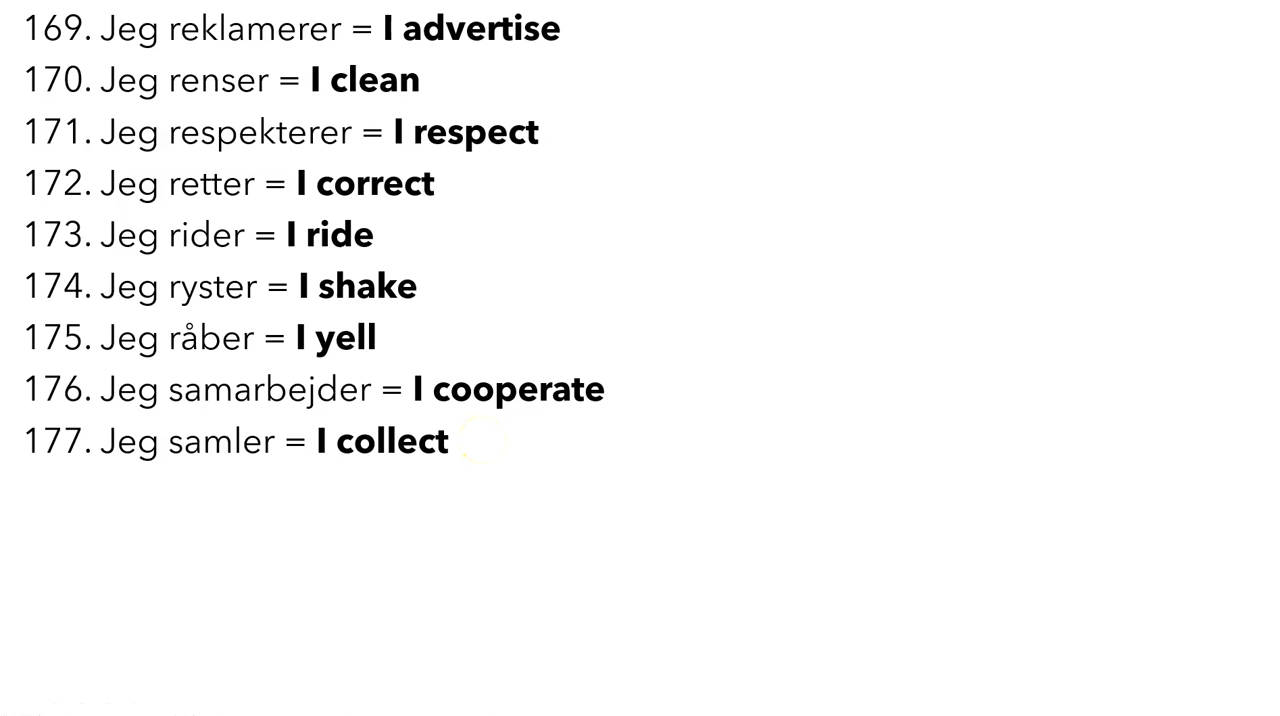 169. Jeg reklamerer = I advertise
170. Jeg renser = I clean
171. Jeg respekterer = I respect
172. Jeg retter = I correct
173. Jeg rider = I ride
174. Jeg ryster = I shake
175. Jeg råber = I yell
176. Jeg samarbejder = I cooperate
177. Jeg samler = I collect